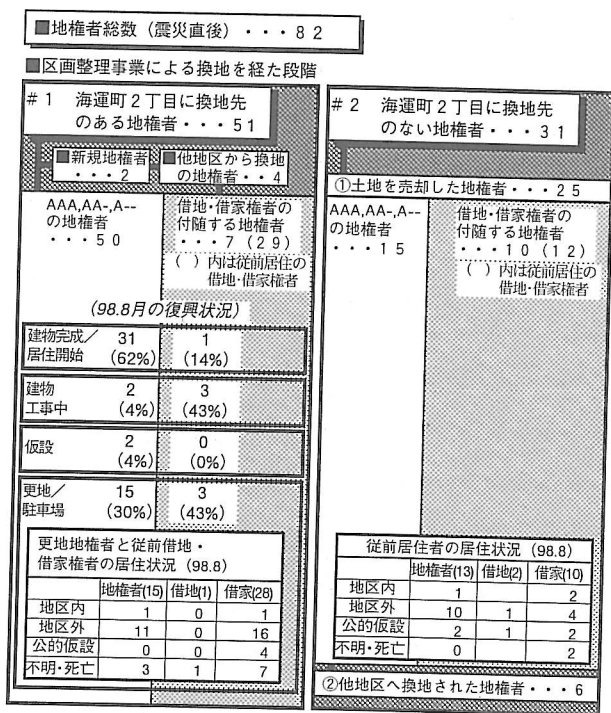 ■地権者総数（震災直後）・・・８２
■区画整理事業による換地を経た段階
＃１　海運町２丁目に換地先
のある地権者・・・５１
■新規地権者
・・・２
■他地区から換地
の地権者・・４
AAA,AA-,A--
の地権者
・・・５０
借地・借家権者の
付随する地権者
・・・７（２９）
（　）内は従前居住の
借地・借家権者
(98.8月の復興状況)
建物完成／
居住開始
31
(62%)
1
(14%)
建物
工事中
2
(4%)
3
(43%)
仮設
2
(4%)
0
(0%)
更地／
駐車場
15
(30%)
3
(43%)
更地地権者と従前借地・
借家権者の居住状況（98.8）
地権者(15) 借地(1) 借家(28)
地区内 1 0 1
地区外 11 0 16
公的仮設 0 0 4
不明・死亡 3 1 7
＃２　海運町２丁目に換地先
のない地権者・・・３１
①土地を売却した地権者・・・２５
AAA,AA-,A--
の地権者
・・・１５
借地・借家権者の
付随する地権者
・・・１０（１２）
（　）内は従前居住の
借地・借家権者
従前居住者の居住状況（98.8）
地権者(13) 借地(2) 借家(10)
地区内 1 2
地区外 10 1 4
公的仮設 2 1 2
不明・死亡 0 2
②他地区へ換地された地権者・・・６